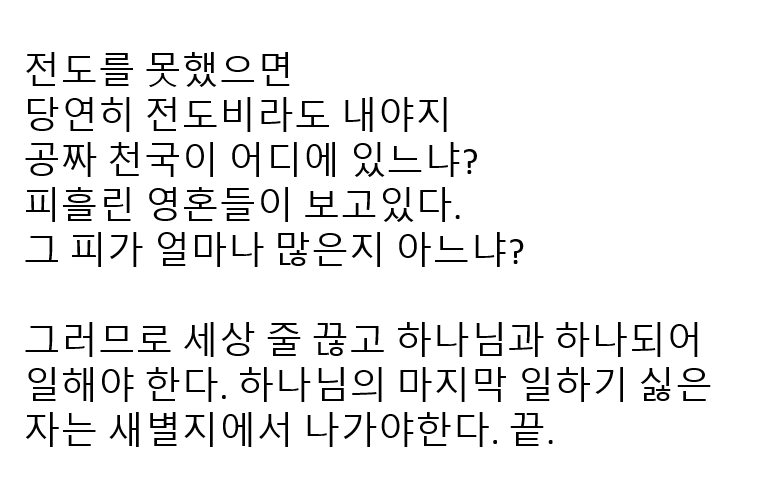 전도를 못했으면
당연히 전도비라도 내야지
공짜 천국이 어디에 있느냐?
피흘린 영혼들이 보고있다.
그 피가 얼마나 많은지 아느냐?
그러므로 세상 줄 끊고 하나님과 하나되어
일해야 한다. 하나님의 마지막 일하기 싫은
자는 새별지에서 나가야한다. 끝.